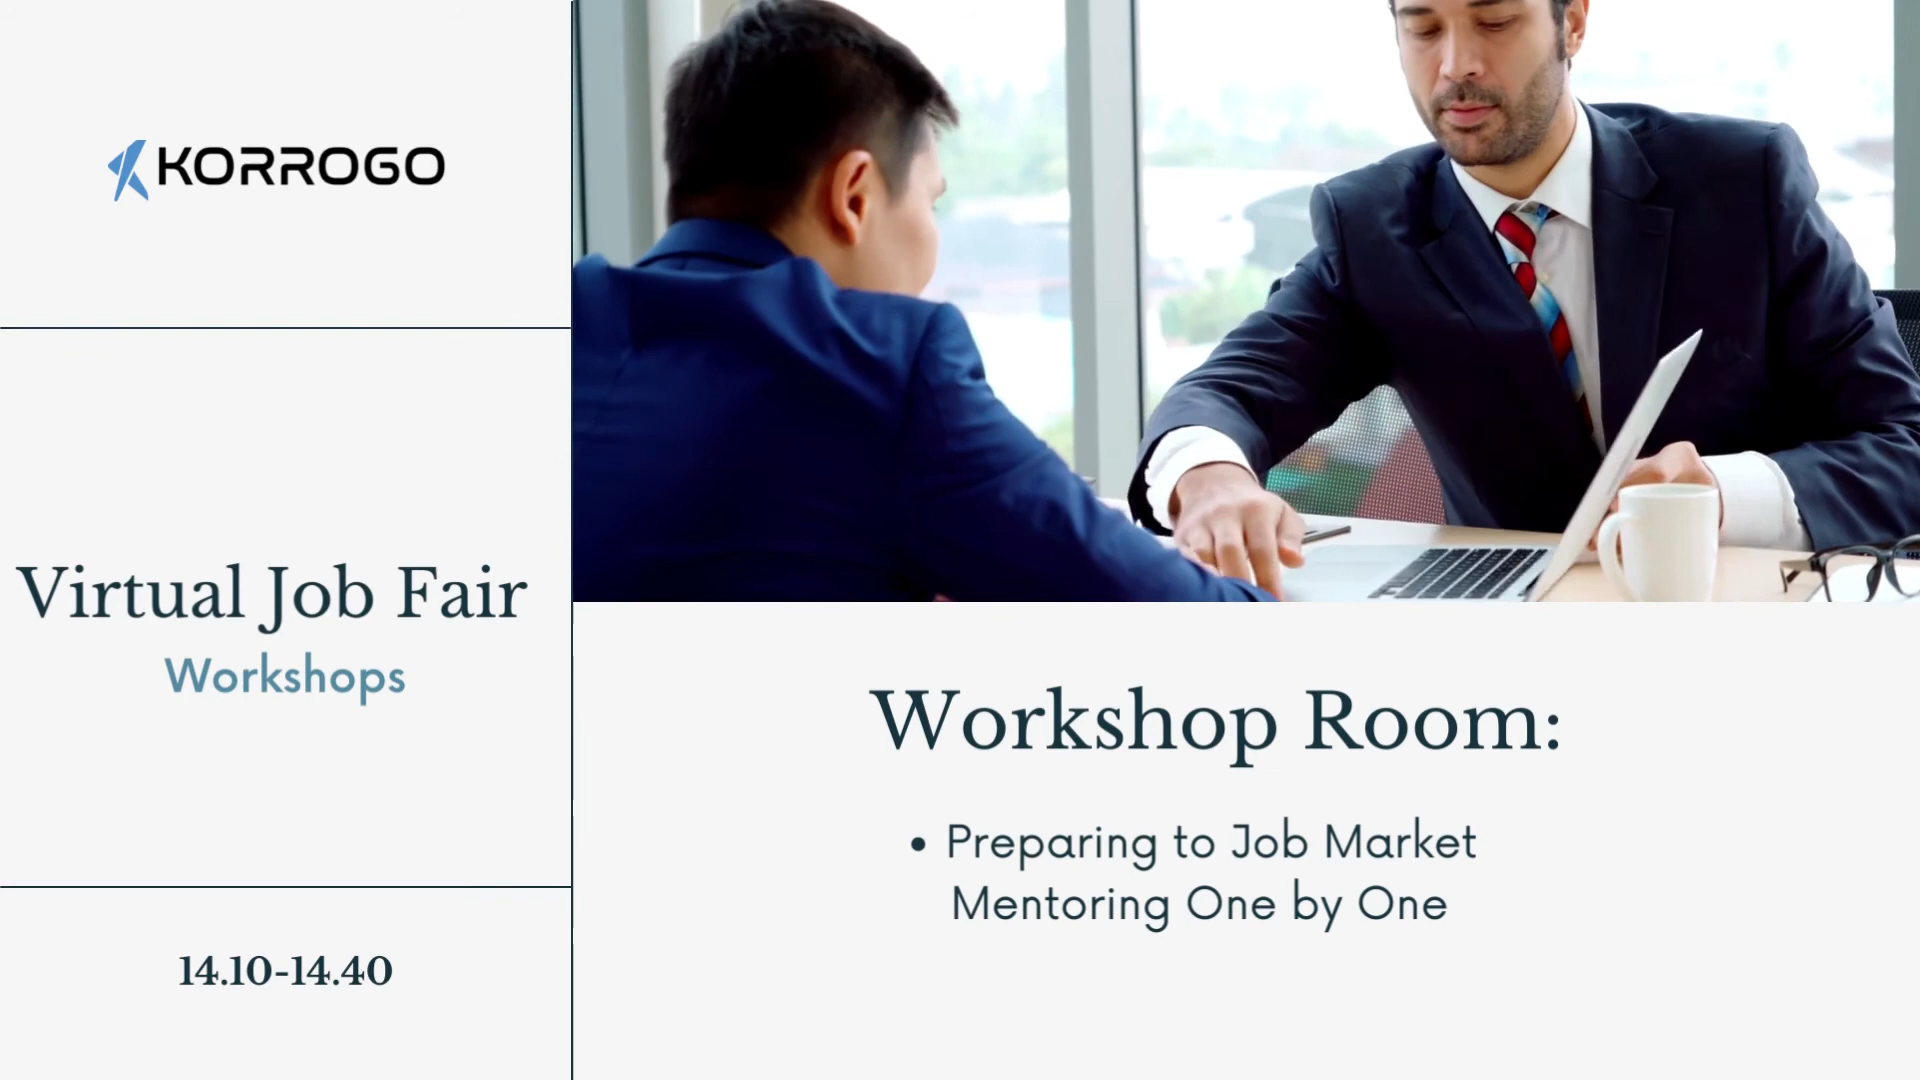 KORROGO
Virtual Job Fair
Workshops
14.10-14.40
Workshop Room:
• Preparing to Job Market
Mentoring One by One